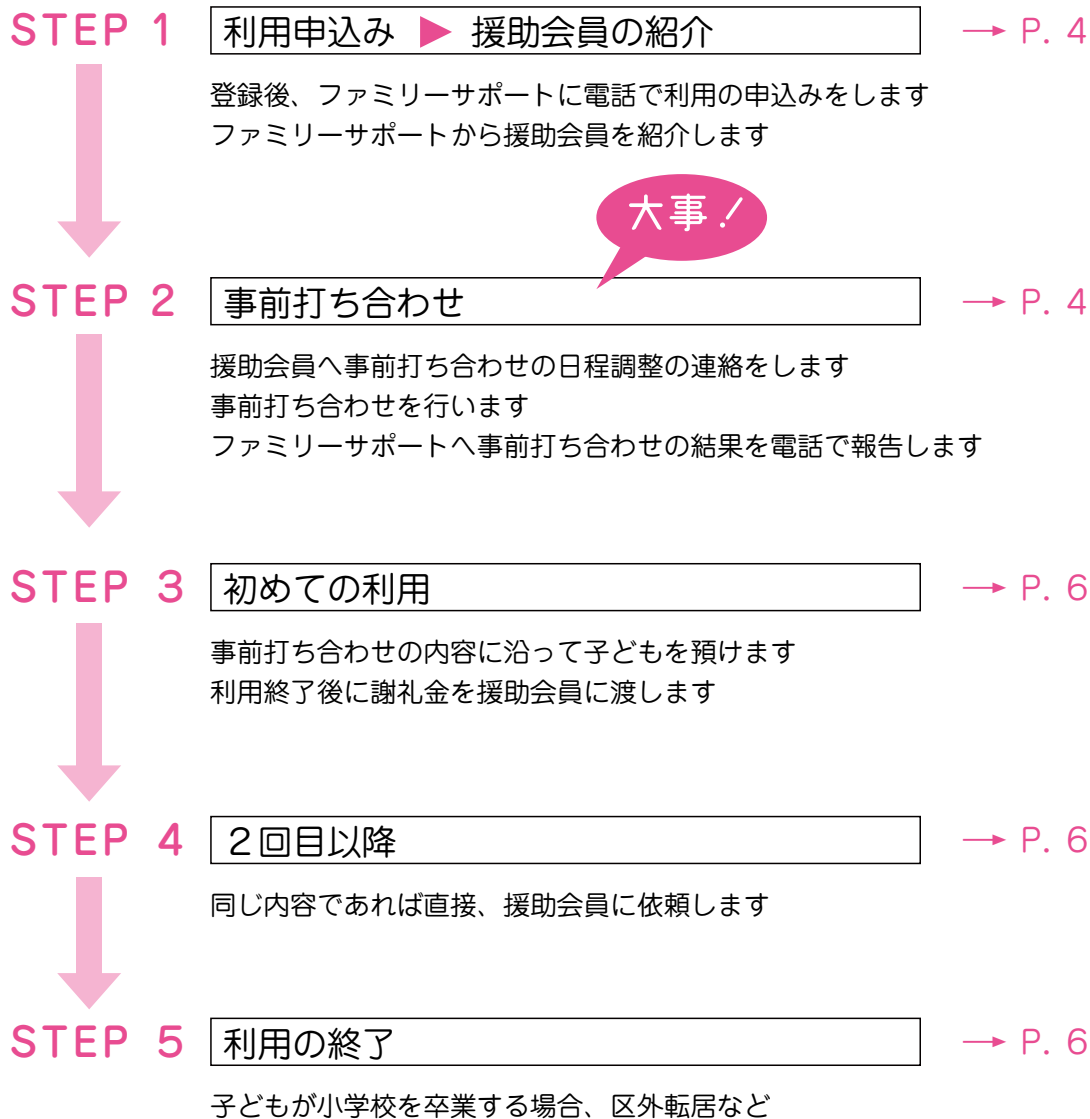 STEP 1 利用申込み ▶ 援助会員の紹介 → P. 4
登録後、ファミリーサポートに電話で利用の申込みをします
ファミリーサポートから援助会員を紹介します
大事!
STEP 2 事前打ち合わせ → P. 4
援助会員へ事前打ち合わせの日程調整の連絡をします
事前打ち合わせを行います
ファミリーサポートへ事前打ち合わせの結果を電話で報告します
STEP 3 初めての利用 → P. 6
事前打ち合わせの内容に沿って子どもを預けます
利用終了後に謝礼金を援助会員に渡します
STEP 4 2回目以降 → P. 6
同じ内容であれば直接、援助会員に依頼します
STEP 5 利用の終了 → P. 6
子どもが小学校を卒業する場合、区外転居など